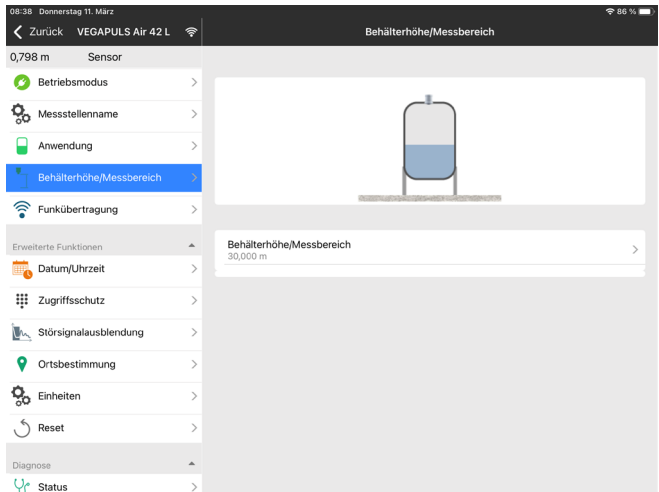 08:38 Donnerstag 11. März 86 %
Zurück VEGAPULS Air 42 L Behälterhöhe/Messbereich
0,798 m Sensor
Betriebsmodus
Messstellenname
Anwendung
Behälterhöhe/Messbereich
Funkübertragung
Erweiterte Funktionen
Datum/Uhrzeit
Zugriffsschutz
Störsignalausblendung
Ortsbestimmung
Einheiten
Reset
Diagnose
Status
Behälterhöhe/Messbereich
30,000 m